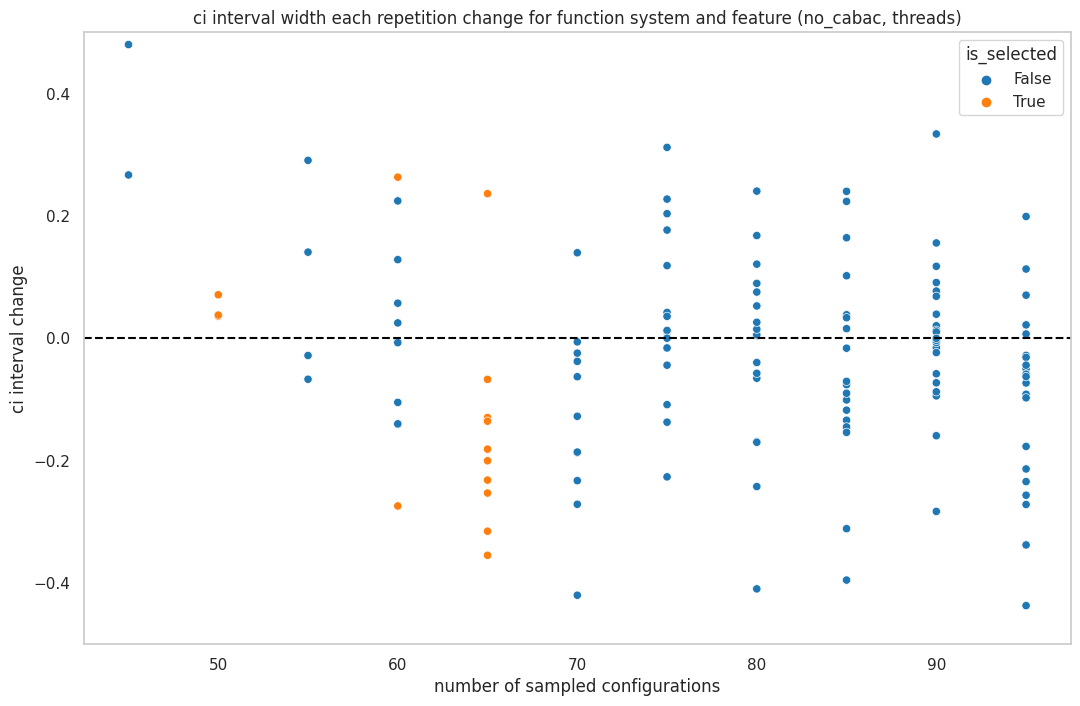 ci interval width each repetition change for function system and feature (no_cabac, threads)
is_selected
False
True
ci interval change
0.4
0.2
0.0
−0.2
−0.4
50
60
70
80
90
number of sampled configurations